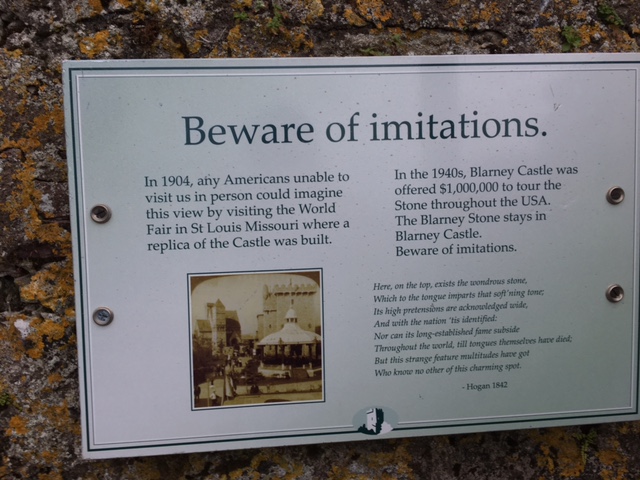 Beware of imitations.
In 1904, any Americans unable to
visit us in person could imagine
this view by visiting the World
Fair in St Louis Missouri where a
replica of the Castle was built.
In the 1940s, Blarney Castle was
offered $1,000,000 to tour the
Stone throughout the USA.
The Blarney Stone stays in
Blarney Castle.
Beware of imitations.
Here, on the top, exists the wondrous stone,
Which to the tongue imparts that soft'ning tone;
Its high pretensions are acknowledged wide,
And with the nation 'tis identified:
Nor can its long-established fame subside
Throughout the world, till tongues themselves have died;
But this strange feature multitudes have got
Who know no other of this charming spot.
- Hogan 1842